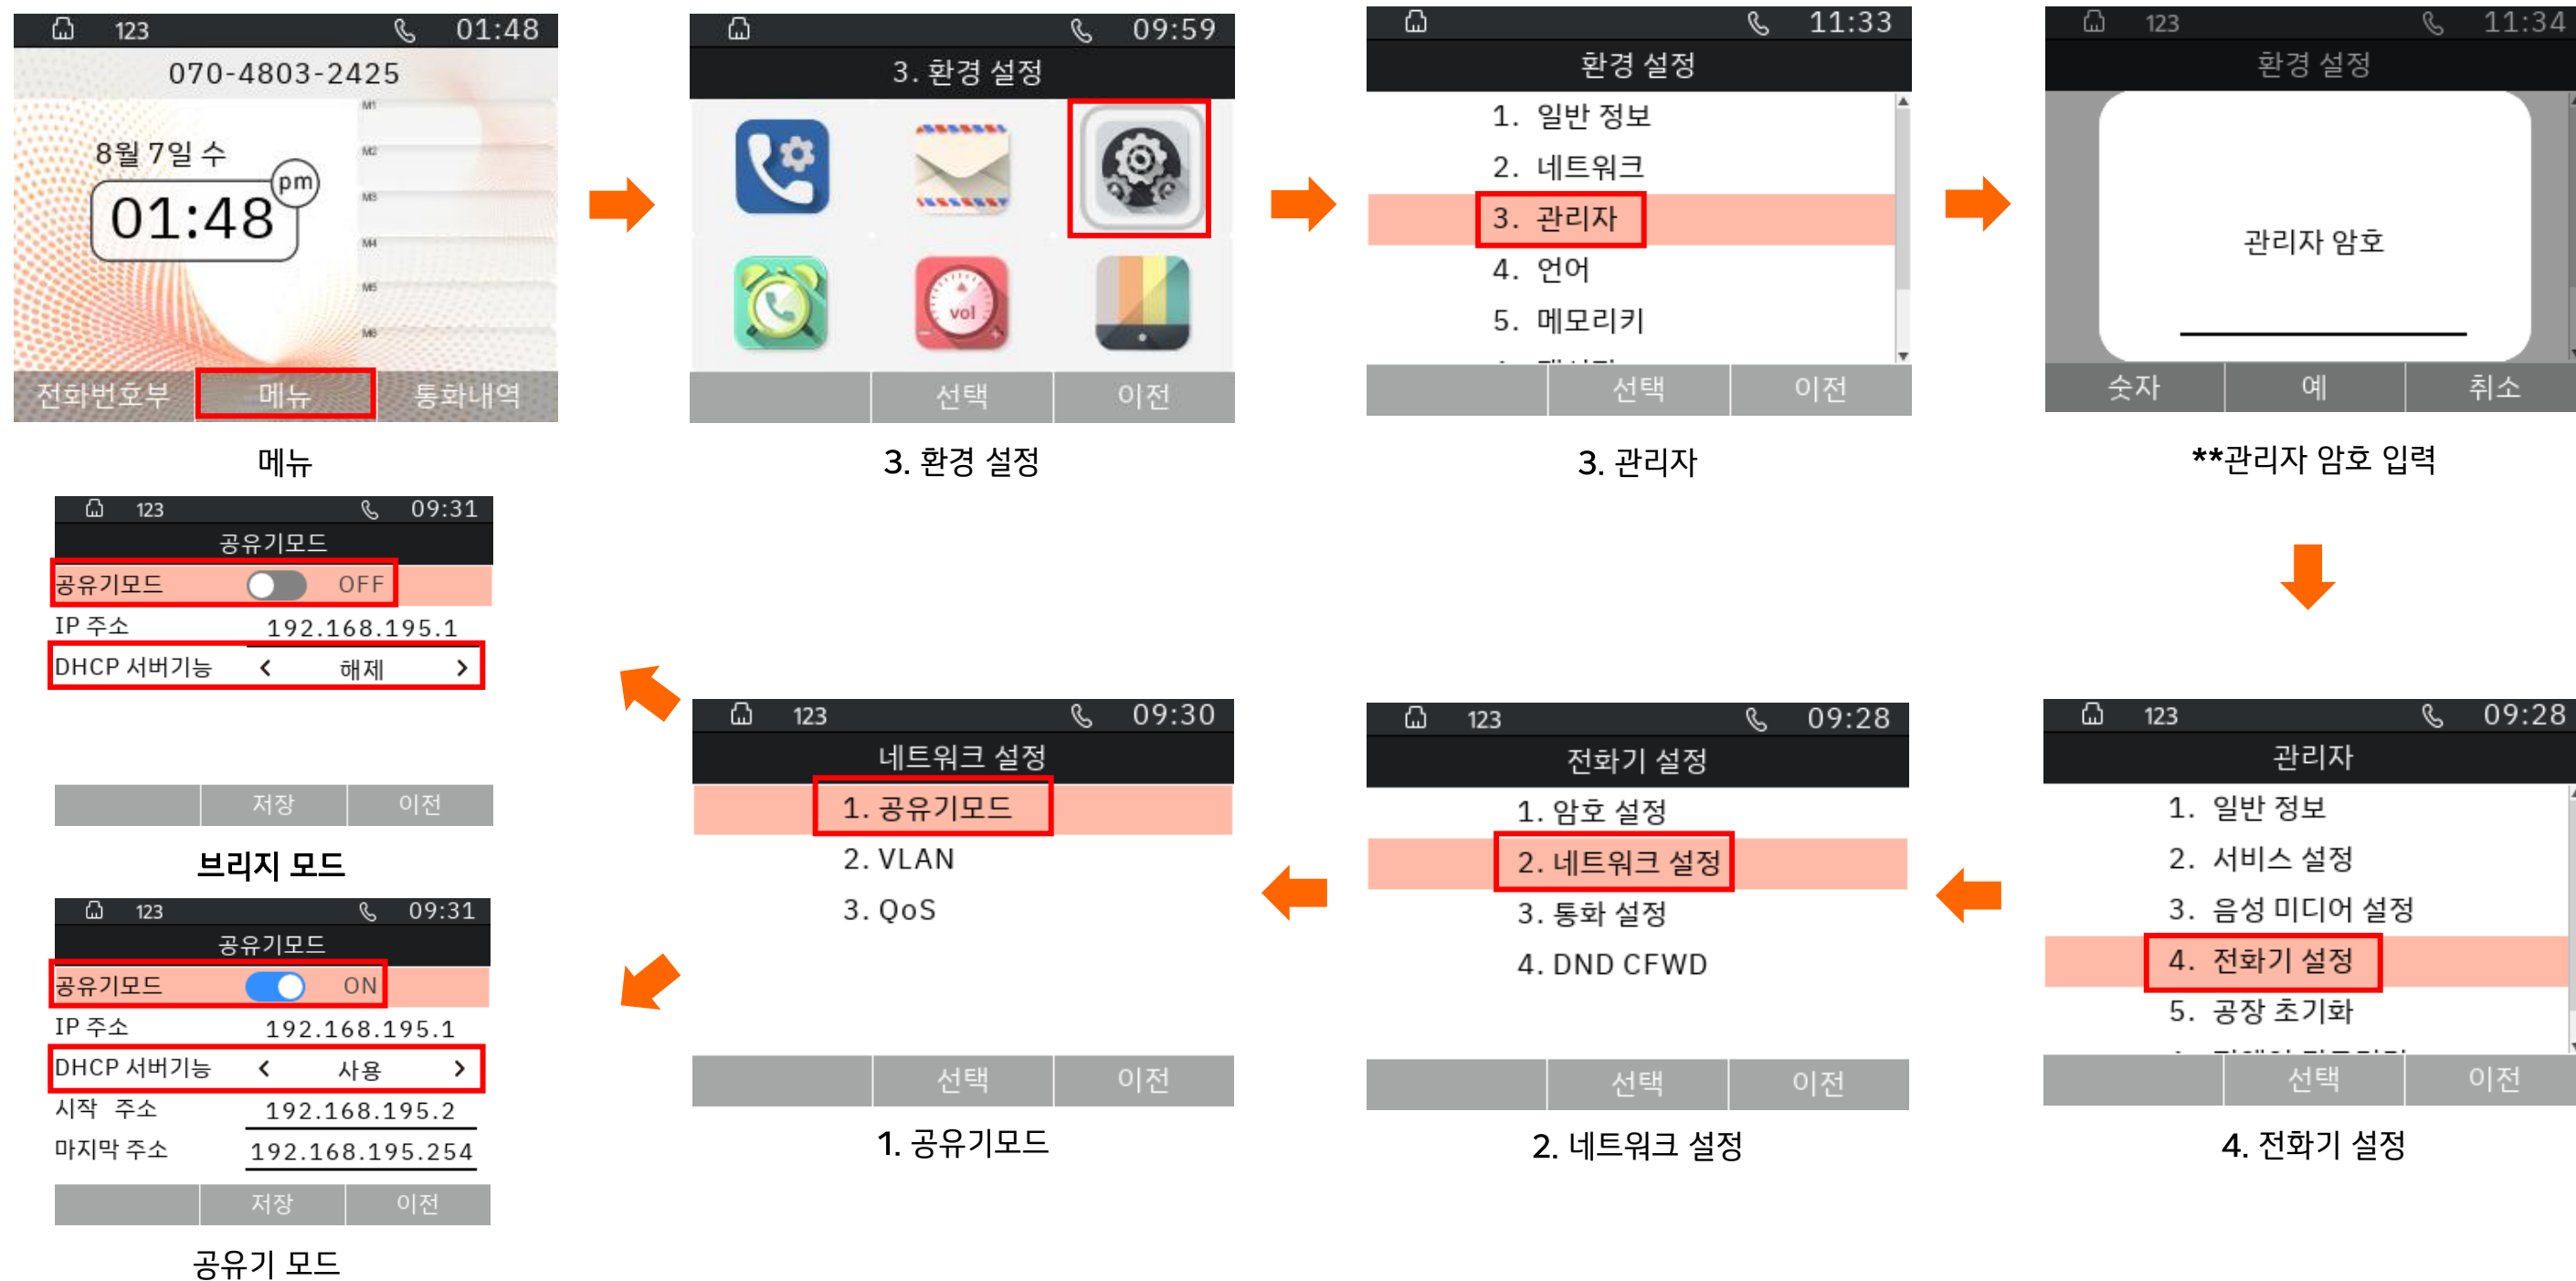 123 01:48
070-4803-2425
8월 7일 수
pm
01:48
M1
M2
M3
M4
M5
M6
전화번호부 메뉴 통화내역
메뉴
09:59
3. 환경 설정
vol
선택 이전
3. 환경 설정
11:33
환경 설정
1. 일반 정보
2. 네트워크
3. 관리자
4. 언어
5. 메모리키
선택 이전
3. 관리자
123 11:34
환경 설정
관리자 암호
숫자 예 취소
**관리자 암호 입력
123 09:28
관리자
1. 일반 정보
2. 서비스 설정
3. 음성 미디어 설정
4. 전화기 설정
5. 공장 초기화
선택 이전
4. 전화기 설정
123 09:28
전화기 설정
1. 암호 설정
2. 네트워크 설정
3. 통화 설정
4. DND CFWD
선택 이전
2. 네트워크 설정
123 09:30
네트워크 설정
1. 공유기모드
2. VLAN
3. QoS
선택 이전
1. 공유기모드
123 09:31
공유기모드
공유기모드 OFF
IP 주소 192.168.195.1
DHCP 서버기능 < 해제 >
저장 이전
브리지 모드
123 09:31
공유기모드
공유기모드 ON
IP 주소 192.168.195.1
DHCP 서버기능 < 사용 >
시작 주소 192.168.195.2
마지막 주소 192.168.195.254
저장 이전
공유기 모드